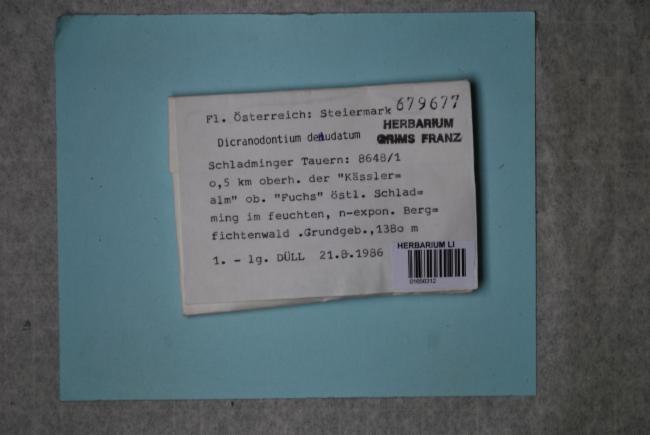 Fl. Österreich: Steiermark 679677
HERBARIUM
GRIMS FRANZ
Dicranodontium denudatum
Schladminger Tauern: 8648/1
o,5 km oberh. der "Kässler=
alm" ob. "Fuchs" östl. Schlad=
ming im feuchten, n-expon. Berg=
fichtenwald .Grundgeb.,138o m
1. - lg. DÜLL 21.8.1986
HERBARIUM LI
01650312